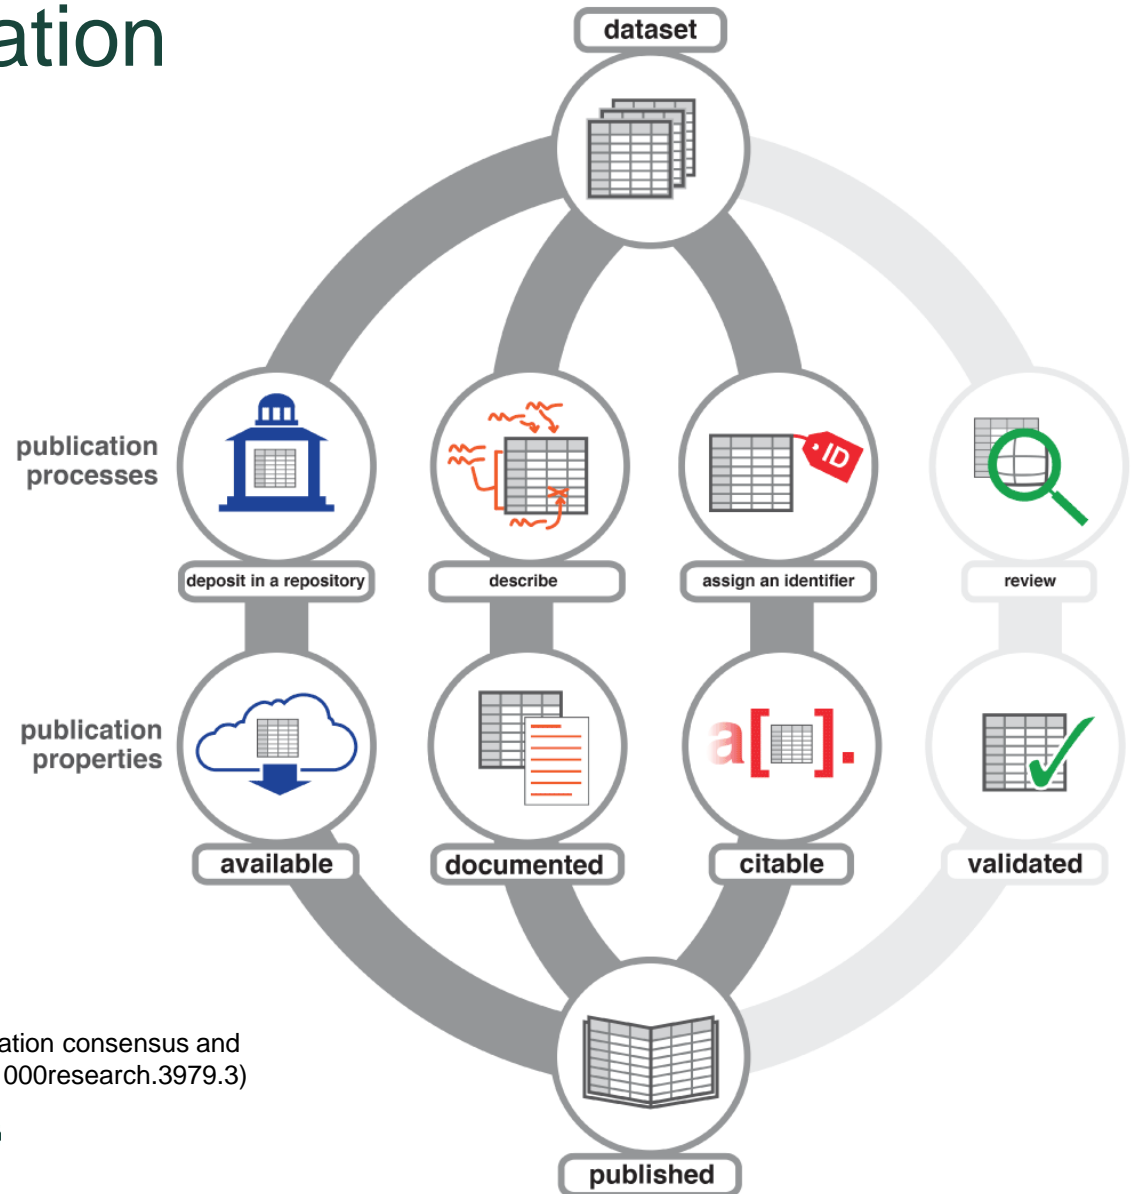 ation
dataset
publication
processes
ID
deposit in a repository
describe
assign an identifier
review
publication
properties
a[ ].
available
documented
citable
validated
ation consensus and
000research.3979.3)
published